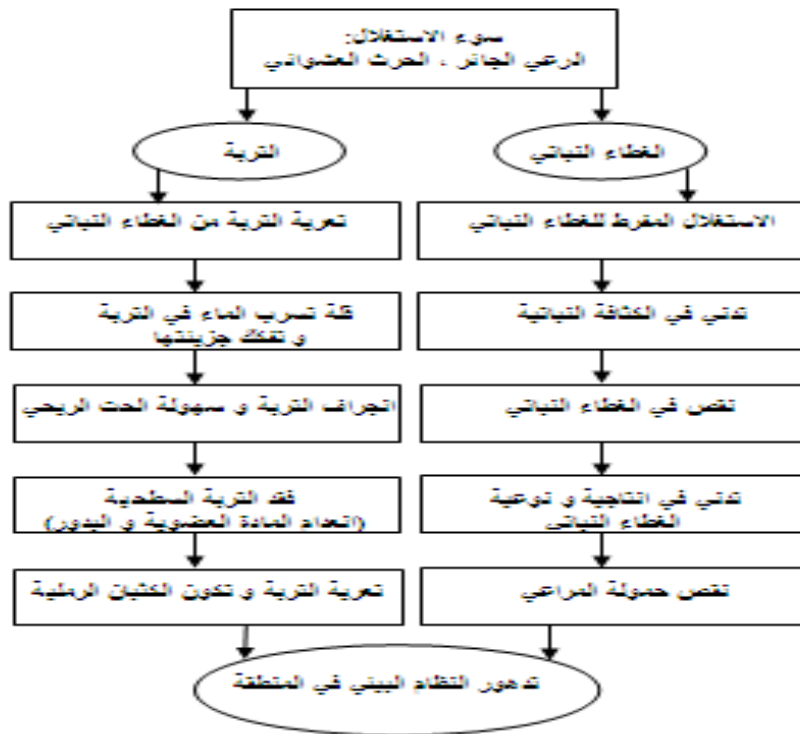 سوء الاستغلال:
الرعي الجائر ، الحرث العشوائي
الغطاء النباتي
التربة
الاستغلال المفرط للغطاء النباتي
تعرية التربة من الغطاء النباتي
تدني في الكثافة النباتية
قلة تسرب الماء في التربة
و تفكك جزيئتها
نقص في الغطاء النباتي
انجراف التربة و سهولة الحت الريحي
تدني في انتاجية و نوعية
الغطاء النباتي
فقد التربة السطحية
(انعدام المادة العضوية و البدور)
نقص حمولة المراعي
تعرية التربة و تكون الكثبان الرملية
تدهور النظام البيئي في المنطقة